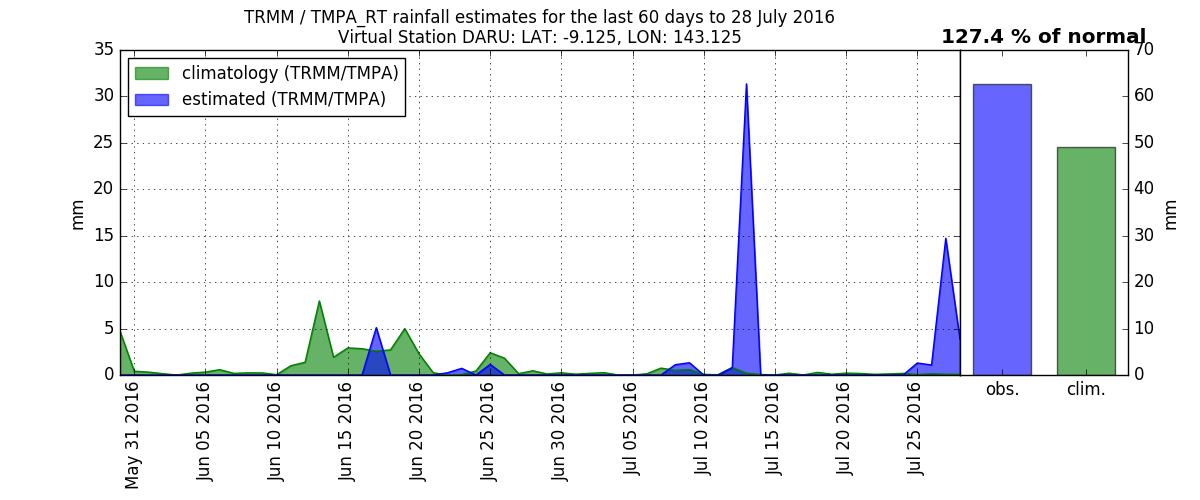 TRMM / TMPA_RT rainfall estimates for the last 60 days to 28 July 2016
Virtual Station DARU: LAT: -9.125, LON: 143.125
127.4 % of normal
climatology (TRMM/TMPA)
estimated (TRMM/TMPA)
35
30
25
20
15
10
5
0
mm
May 31 2016
Jun 05 2016
Jun 10 2016
Jun 15 2016
Jun 20 2016
Jun 25 2016
Jun 30 2016
Jul 05 2016
Jul 10 2016
Jul 15 2016
Jul 20 2016
Jul 25 2016
70
60
50
40
30
20
10
0
mm
obs.
clim.